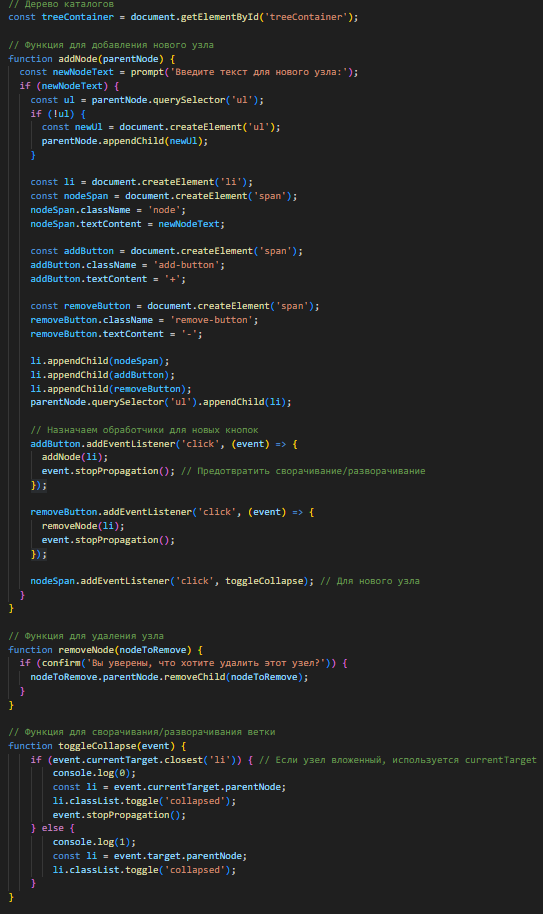 // Дерево каталогов
const treeContainer = document.getElementById('treeContainer');

// Функция для добавления нового узла
function addNode(parentNode) {
  const newNodeText = prompt('Введите текст для нового узла:');
  if (newNodeText) {
    const ul = parentNode.querySelector('ul');
    if (!ul) {
      const newUl = document.createElement('ul');
      parentNode.appendChild(newUl);
    }

    const li = document.createElement('li');
    const nodeSpan = document.createElement('span');
    nodeSpan.className = 'node';
    nodeSpan.textContent = newNodeText;

    const addButton = document.createElement('span');
    addButton.className = 'add-button';
    addButton.textContent = '+';

    const removeButton = document.createElement('span');
    removeButton.className = 'remove-button';
    removeButton.textContent = '-';

    li.appendChild(nodeSpan);
    li.appendChild(addButton);
    li.appendChild(removeButton);
    parentNode.querySelector('ul').appendChild(li);

    // Назначаем обработчики для новых кнопок
    addButton.addEventListener('click', (event) => {
      addNode(li);
      event.stopPropagation(); // Предотвратить сворачивание/разворачивание
    });

    removeButton.addEventListener('click', (event) => {
      removeNode(li);
      event.stopPropagation();
    });

    nodeSpan.addEventListener('click', toggleCollapse); // Для нового узла
  }
}

// Функция для удаления узла
function removeNode(nodeToRemove) {
  if (confirm('Вы уверены, что хотите удалить этот узел?')) {
    nodeToRemove.parentNode.removeChild(nodeToRemove);
  }
}

// Функция для сворачивания/разворачивания ветки
function toggleCollapse(event) {
    if (event.currentTarget.closest('li')) { // Если узел вложенный, используется currentTarget
        console.log(0);
        const li = event.currentTarget.parentNode;
        li.classList.toggle('collapsed');
        event.stopPropagation();
    } else {
        console.log(1);
        const li = event.target.parentNode;
        li.classList.toggle('collapsed');
    }
}